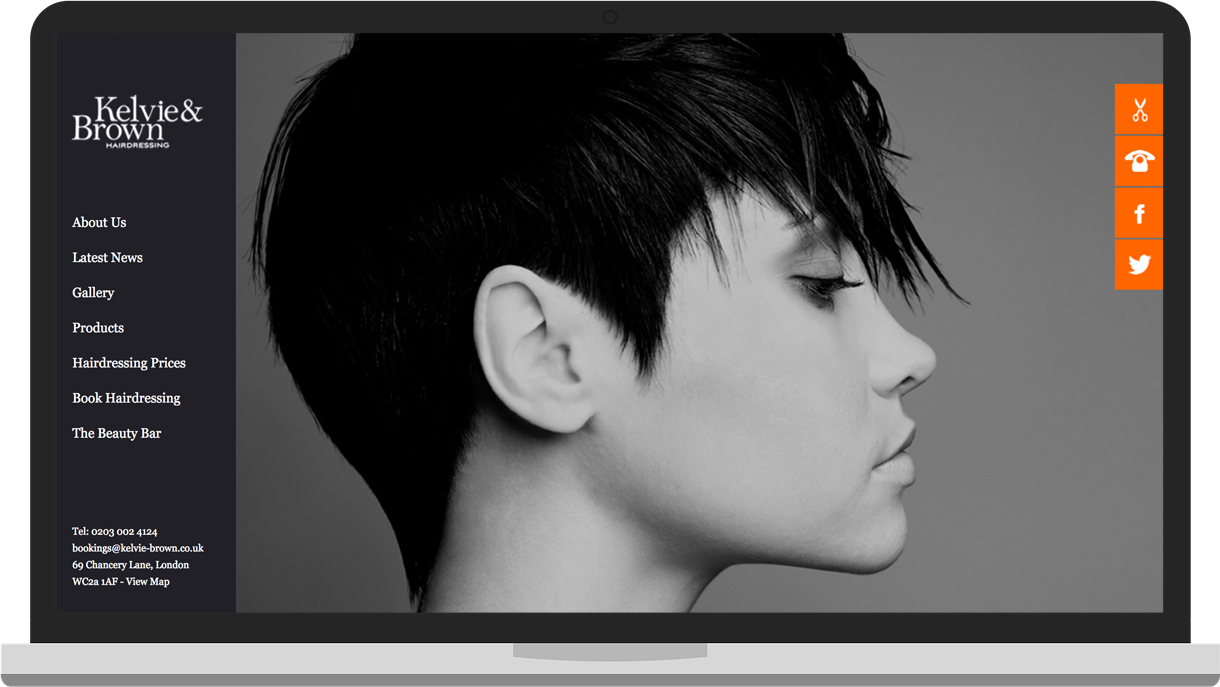 Kelvie&
Brown
HAIRDRESSING
About Us
Latest News
Gallery
Products
Hairdressing Prices
Book Hairdressing
The Beauty Bar
Tel: 0203 002 4124
bookings@kelvie-brown.co.uk
69 Chancery Lane, London
WC2a 1AF - View Map